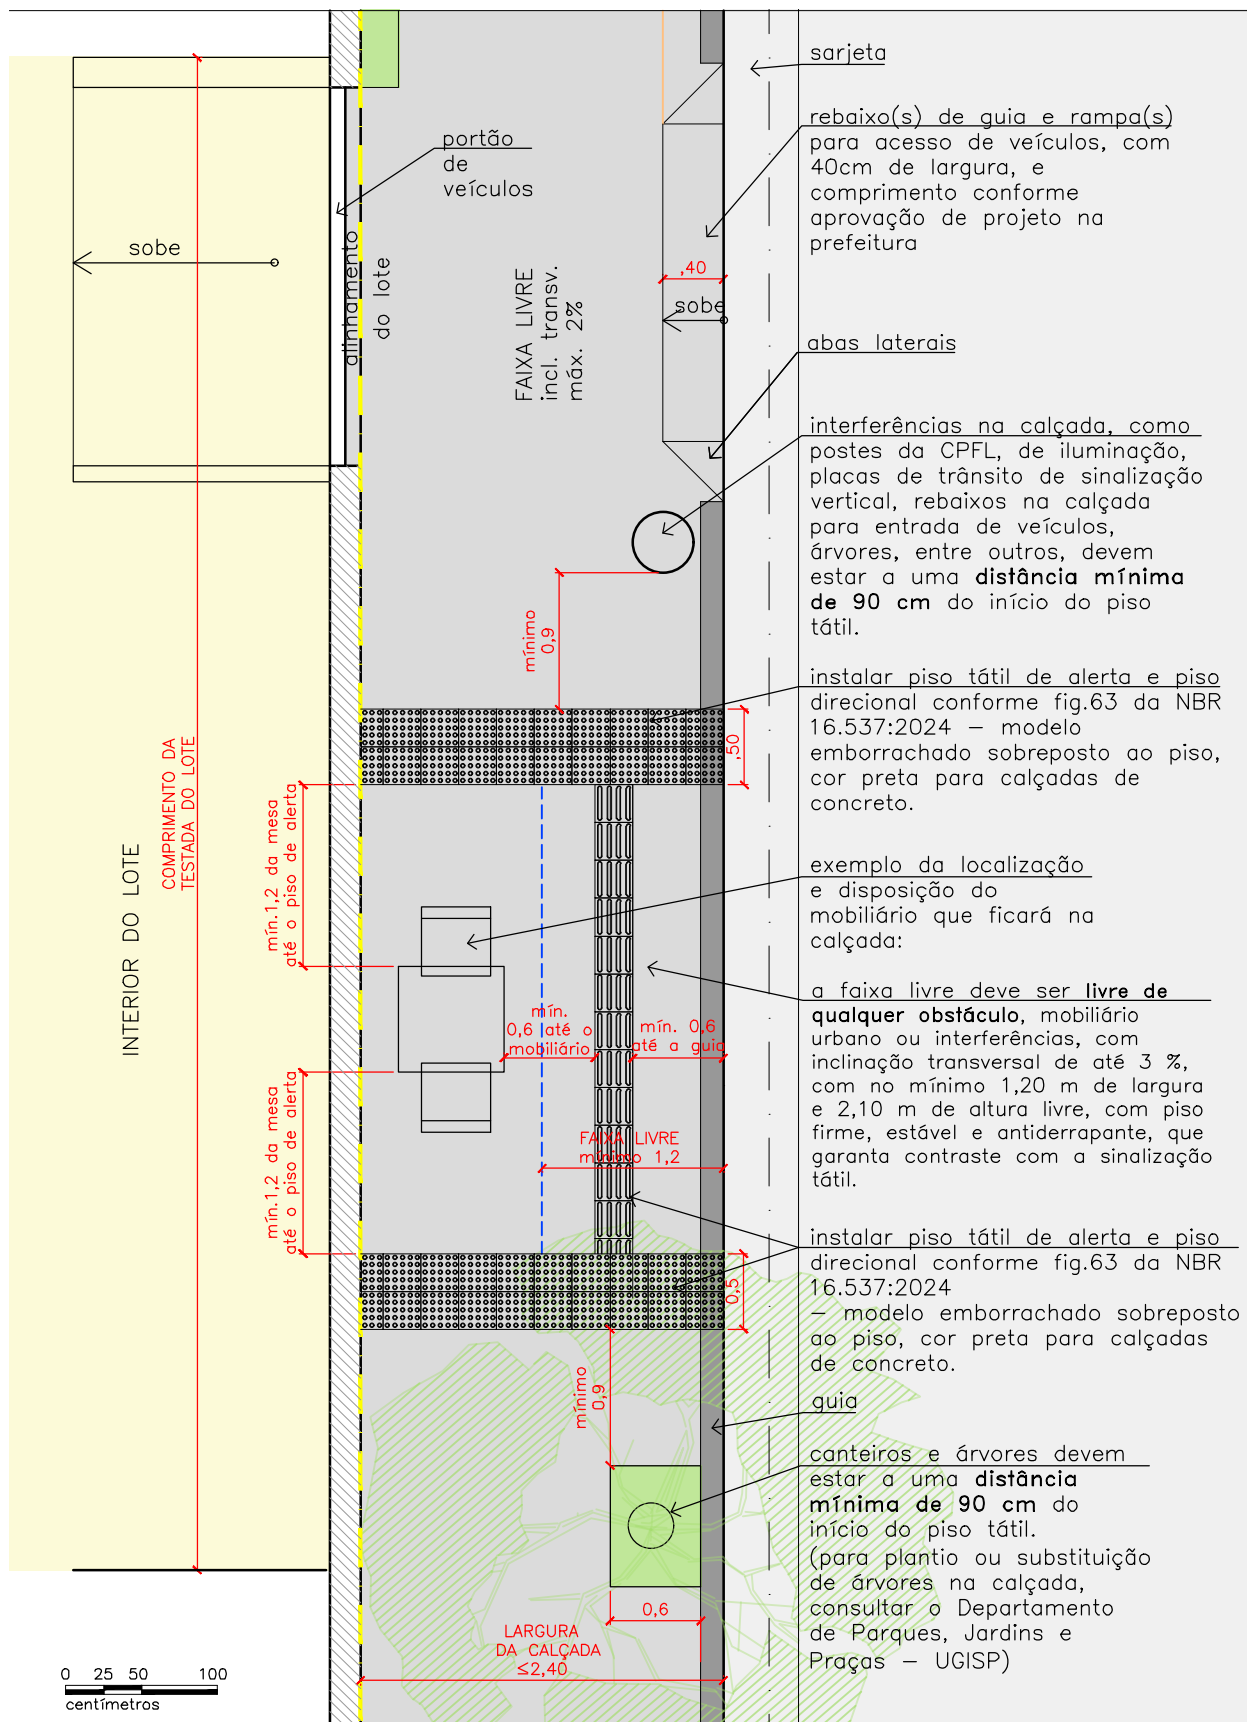 sarjeta
rebaixo(s) de guia e rampa(s)
para acesso de veículos, com
40cm de largura, e
comprimento conforme
aprovação de projeto na
prefeitura
portão
de
veículos
sobe
alinhamento
do lote
FAIXA LIVRE
incl. transv.
máx. 2%
,40
sobe
abas laterais
interferências na calçada, como
postes da CPFL, de iluminação,
placas de trânsito de sinalização
vertical, rebaixos na calçada
para entrada de veículos,
árvores, entre outros, devem
estar a uma distância mínima
de 90 cm do início do piso
tátil.
mínimo
0,9
instalar piso tátil de alerta e piso
direcional conforme fig.63 da NBR
16.537:2024 – modelo
emborrachado sobreposto ao piso,
cor preta para calçadas de
concreto.
,50
COMPRIMENTO DA
TESTADA DO LOTE
INTERIOR DO LOTE
mín.1,2 da mesa
até o piso de alerta
exemplo da localização
e disposição do
mobiliário que ficará na
calçada:
a faixa livre deve ser livre de
qualquer obstáculo, mobiliário
urbano ou interferências, com
inclinação transversal de até 3 %,
com no mínimo 1,20 m de largura
e 2,10 m de altura livre, com piso
firme, estável e antiderrapante, que
garanta contraste com a sinalização
tátil.
mín.
0,6 até o
mobiliário
mín. 0,6
até a guia
mín.1,2 da mesa
até o piso de alerta
FAIXA LIVRE
mínimo 1,2
instalar piso tátil de alerta e piso
direcional conforme fig.63 da NBR
16.537:2024
– modelo emborrachado sobreposto
ao piso, cor preta para calçadas
de concreto.
0,5
mínimo
0,9
guia
canteiros e árvores devem
estar a uma distância
mínima de 90 cm do
início do piso tátil.
(para plantio ou substituição
de árvores na calçada,
consultar o Departamento
de Parques, Jardins e
Praças – UGISP)
0,6
LARGURA
DA CALÇADA
≤2,40
0 25 50 100
centímetros